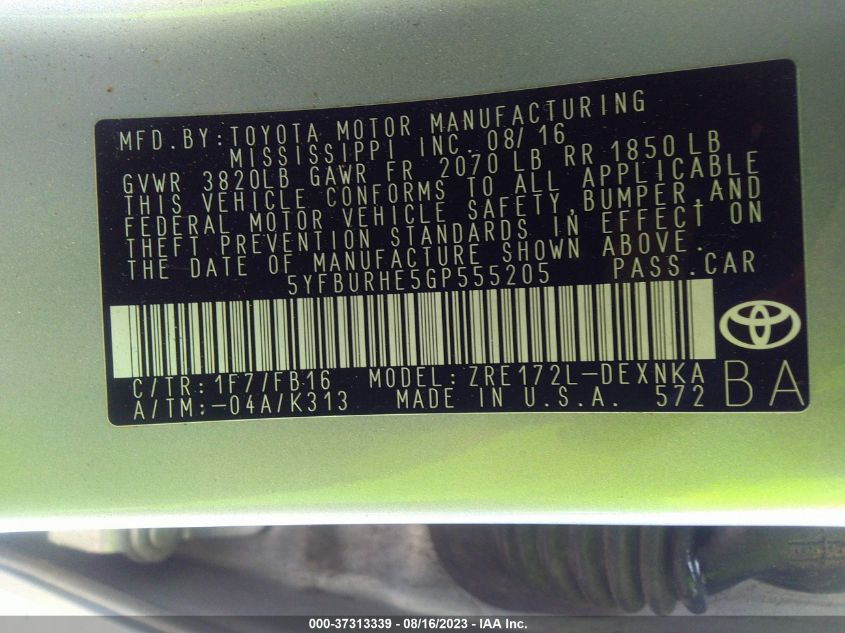 MFD.BY:TOYOTA MOTOR MANUFACTURING
MISSISSIPPI INC. 08/16
GVWR 3820LB GAWR FR 2070 LB RR 1850 LB
THIS VEHICLE CONFORMS TO ALL APPLICABLE
FEDERAL MOTOR VEHICLE SAFETY, BUMPER, AND
THEFT PREVENTION STANDARDS IN EFFECT ON
THE DATE OF MANUFACTURE SHOWN ABOVE.
5YFBURHE5GP555205 PASS.CAR
C/TR: 1F7/FB16 MODEL: ZRE172L-DEXNKA
A/TM:-04A/K313 MADE IN U.S.A. 572
BA
000-37313339 - 08/16/2023 - IAA Inc.